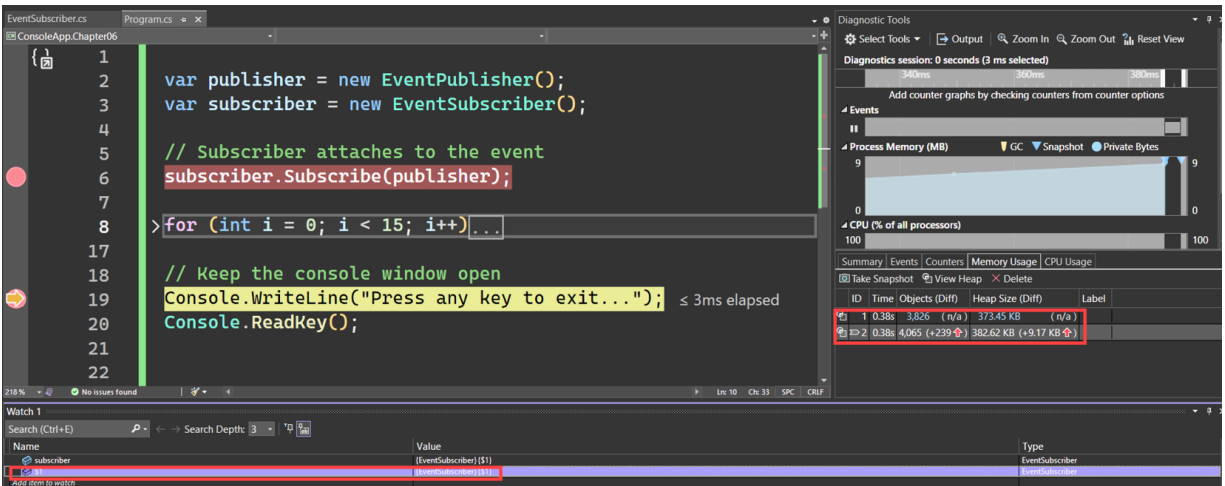 EventSubscriber.cs
Program.cs
ConsoleApp.Chapter06
1
2 var publisher = new EventPublisher();
3 var subscriber = new EventSubscriber();
4
5 // Subscriber attaches to the event
6 subscriber.Subscribe(publisher);
7
8 for (int i = 0; i < 15; i++)...
17
18 // Keep the console window open
19 Console.WriteLine("Press any key to exit..."); ≤ 3ms elapsed
20 Console.ReadKey();
21
22
218 % No issues found Ln: 10 Ch: 33 SPC CRLF
Diagnostic Tools
Select Tools Output Zoom In Zoom Out Reset View
Diagnostics session: 0 seconds (3 ms selected)
340ms 360ms 380ms
Add counter graphs by checking counters from counter options
Events
Process Memory (MB) GC Snapshot Private Bytes
9 9
0 0
CPU (% of all processors)
100 100
Summary Events Counters Memory Usage CPU Usage
Take Snapshot View Heap Delete
ID Time Objects (Diff) Heap Size (Diff) Label
1 0.38s 3,826 (n/a) 373.45 KB (n/a)
2 0.38s 4,065 (+239) 382.62 KB (+9.17 KB)
Watch 1
Search (Ctrl+E) Search Depth: 3
Name Value Type
subscriber {EventSubscriber} {$1} EventSubscriber
$1 {EventSubscriber} {$1} EventSubscriber
Add item to watch